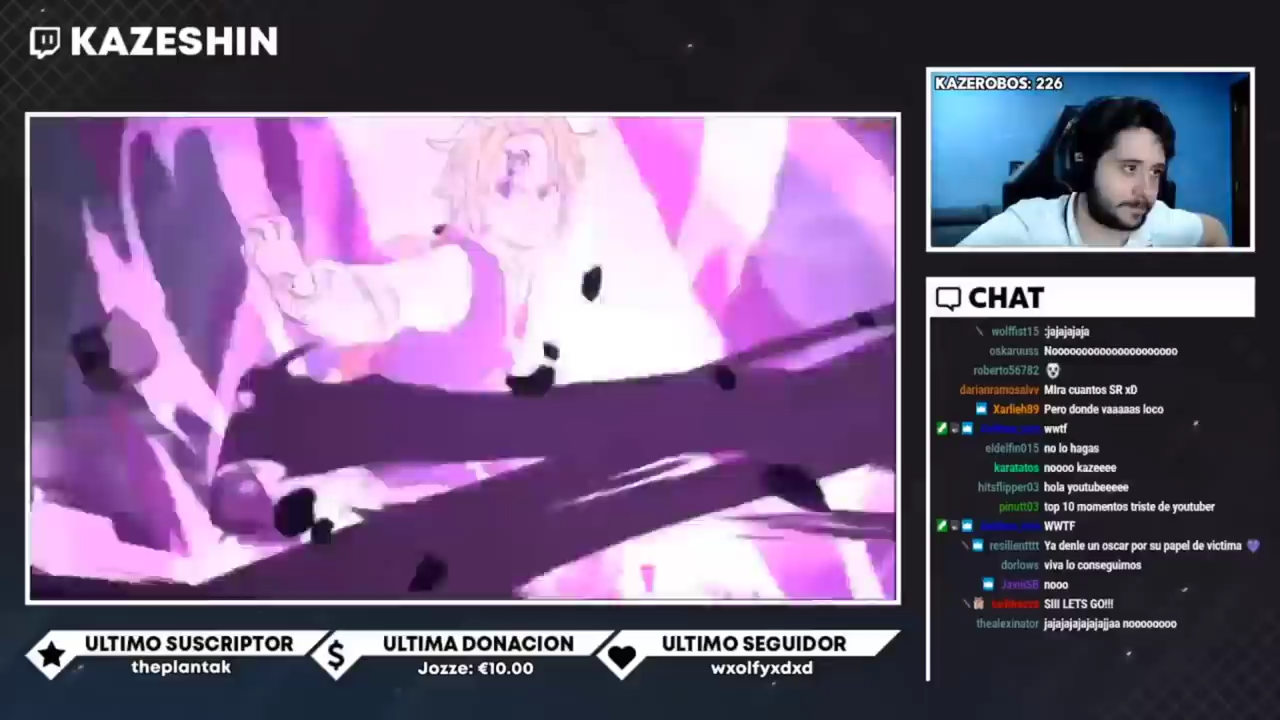 KAZESHIN
KAZEROBOS: 226
CHAT
wolffist15 :jajajajaja
oskaruuss Nooooooooooooooooooooo
roberto56782
darianramosalvv MIra cuantos SR xD
Xarlieh89 Pero donde vaaaaas loco
wwtf
eldelfin015 no lo hagas
karatatos noooo kazeeee
hitsflipper03 hola youtubeeeee
pinutt03 top 10 momentos triste de youtuber
WWTF
resilientttt Ya denle un oscar por su papel de victima
dorlows viva lo conseguimos
JavniSB nooo
SIII LETS GO!!!
thealexinator jajajajajajajjaa noooooooo
ULTIMO SUSCRIPTOR
theplantak
ULTIMA DONACION
Jozze: €10.00
ULTIMO SEGUIDOR
wxolfyxdxd